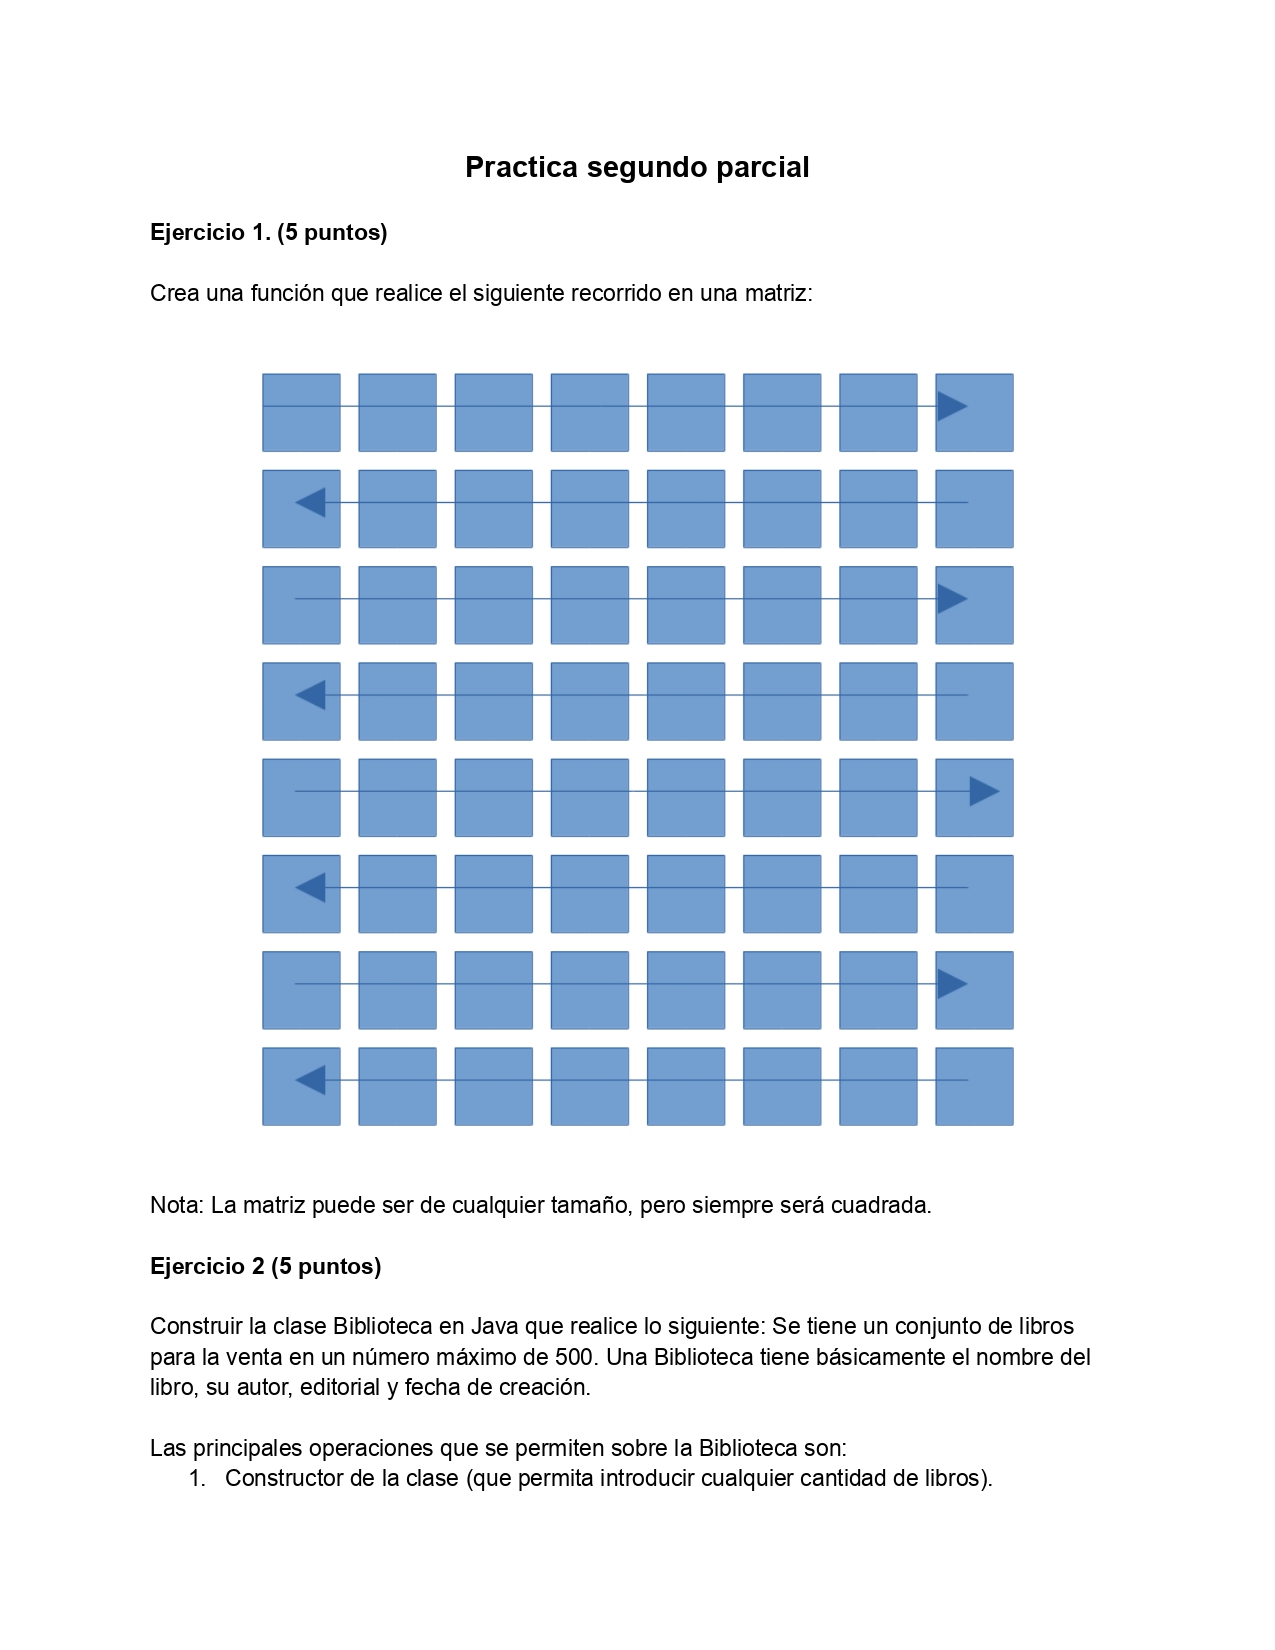 Practica segundo parcial
Ejercicio 1. (5 puntos)
Crea una función que realice el siguiente recorrido en una matriz:
Nota: La matriz puede ser de cualquier tamaño, pero siempre será cuadrada.
Ejercicio 2 (5 puntos)
Construir la clase Biblioteca en Java que realice lo siguiente: Se tiene un conjunto de libros
para la venta en un número máximo de 500. Una Biblioteca tiene básicamente el nombre del
libro, su autor, editorial y fecha de creación.
Las principales operaciones que se permiten sobre la Biblioteca son:
1. Constructor de la clase (que permita introducir cualquier cantidad de libros).